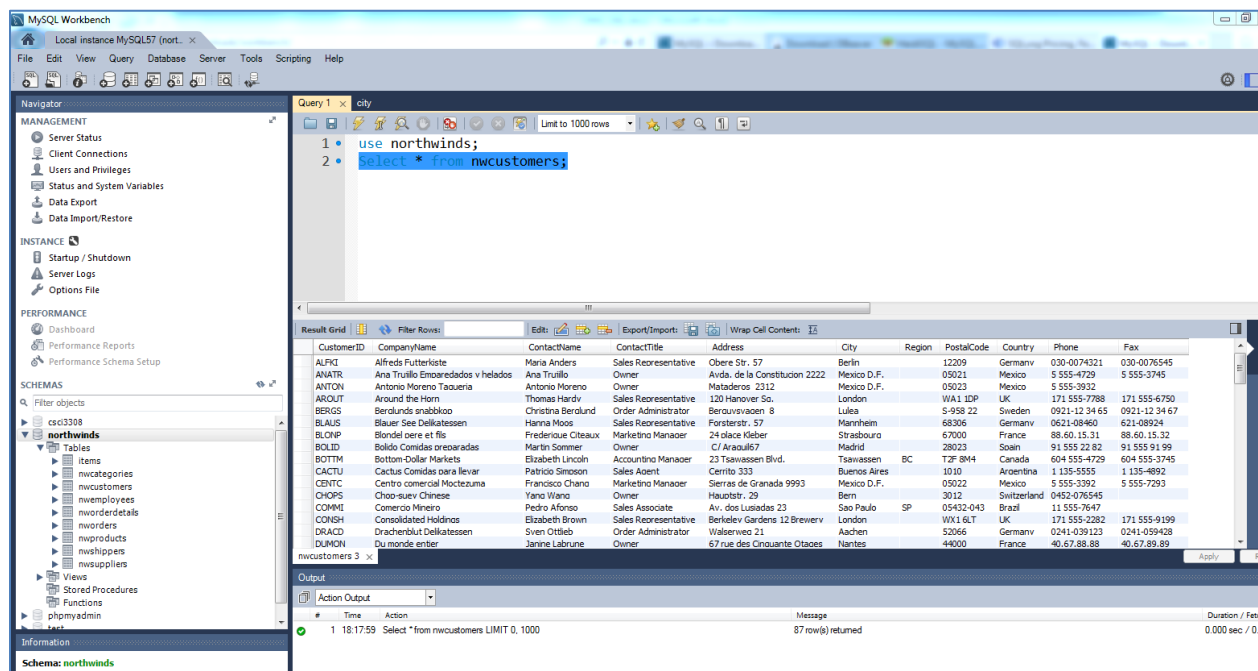 MySQL Workbench
Local instance MySQL57 (nort... ×
File Edit View Query Database Server Tools Scripting Help
Navigator
MANAGEMENT
Server Status
Client Connections
Users and Privileges
Status and System Variables
Data Export
Data Import/Restore
INSTANCE
Startup / Shutdown
Server Logs
Options File
PERFORMANCE
Dashboard
Performance Reports
Performance Schema Setup
SCHEMAS
Filter objects
csci3308
northwinds
Tables
items
nwcategories
nwcustomers
nwemployees
nworderdetails
nworders
nwproducts
nwshippers
nwsuppliers
Views
Stored Procedures
Functions
phpmyadmin
test
Information
Schema: northwinds
Query 1 × city
Limit to 1000 rows
1 use northwinds;
2 Select * from nwcustomers;
Result Grid Filter Rows: Edit: Export/Import: Wrap Cell Content:
CustomerID CompanyName ContactName ContactTitle Address City Region PostalCode Country Phone Fax
ALFKI Alfreds Futterkiste Maria Anders Sales Representative Obere Str. 57 Berlin 12209 Germany 030-0074321 030-0076545
ANATR Ana Trujillo Emparedados y helados Ana Trujillo Owner Avda. de la Constitucion 2222 Mexico D.F. 05021 Mexico 5 555-4729 5 555-3745
ANTON Antonio Moreno Taqueria Antonio Moreno Owner Mataderos 2312 Mexico D.F. 05023 Mexico 5 555-3932
AROUT Around the Horn Thomas Hardy Sales Representative 120 Hanover Sq. London WA1 1DP UK 171 555-7788 171 555-6750
BERGS Berglunds snabbkop Christina Berglund Order Administrator Berguvsvagen 8 Lulea S-958 22 Sweden 0921-12 34 65 0921-12 34 67
BLAUS Blauer See Delikatessen Hanna Moos Sales Representative Forsterstr. 57 Mannheim 68306 Germany 0621-08460 621-08924
BLONP Blondel pere et fils Frederique Citeaux Marketing Manager 24 place Kleber Strasbourg 67000 France 88.60.15.31 88.60.15.32
BOLID Bolido Comidas preparadas Martin Sommer Owner C/ Araquil67 Madrid 28023 Spain 91 555 22 82 91 555 91 99
BOTTM Bottom-Dollar Markets Elizabeth Lincoln Accounting Manager 23 Tsawassen Blvd. Tsawassen BC T2F 8M4 Canada 604 555-4729 604 555-3745
CACTU Cactus Comidas para llevar Patricio Simpson Sales Agent Cerrito 333 Buenos Aires 1010 Argentina 1 135-5555 1 135-4892
CENTC Centro comercial Moctezuma Francisco Chang Marketing Manager Sierras de Granada 9993 Mexico D.F. 05022 Mexico 5 555-3392 5 555-7293
CHOPS Chop-suey Chinese Yang Wang Owner Hauptstr. 29 Bern 3012 Switzerland 0452-076545
COMMI Comercio Mineiro Pedro Afonso Sales Associate Av. dos Lusiadas 23 Sao Paulo SP 05432-043 Brazil 11 555-7647
CONSH Consolidated Holdings Elizabeth Brown Sales Representative Berkeley Gardens 12 Brewery London WX1 6LT UK 171 555-2282 171 555-9199
DRACD Drachenblut Delikatessen Sven Ottlieb Order Administrator Walserweg 21 Aachen 52066 Germany 0241-039123 0241-059428
DUMON Du monde entier Janine Labrune Owner 67 rue des Cinquante Otages Nantes 44000 France 40.67.88.88 40.67.89.89
nwcustomers 3 × Apply
Output
Action Output
# Time Action Message Duration / Fet
1 18:17:59 Select * from nwcustomers LIMIT 0, 1000 87 row(s) returned 0.000 sec / 0.